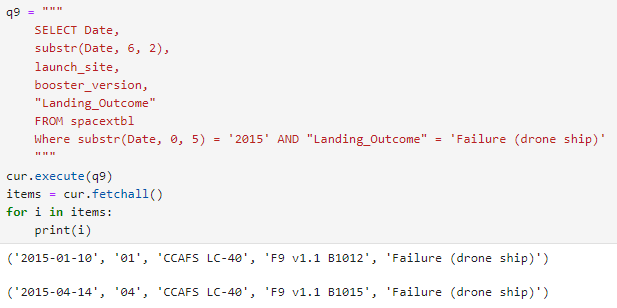 q9 = """
    SELECT Date,
    substr(Date, 6, 2),
    launch_site,
    booster_version,
    "Landing_Outcome"
    FROM spacextbl
    Where substr(Date, 0, 5) = '2015' AND "Landing_Outcome" = 'Failure (drone ship)'
    """
cur.execute(q9)
items = cur.fetchall()
for i in items:
    print(i)
('2015-01-10', '01', 'CCAFS LC-40', 'F9 v1.1 B1012', 'Failure (drone ship)')
('2015-04-14', '04', 'CCAFS LC-40', 'F9 v1.1 B1015', 'Failure (drone ship)')